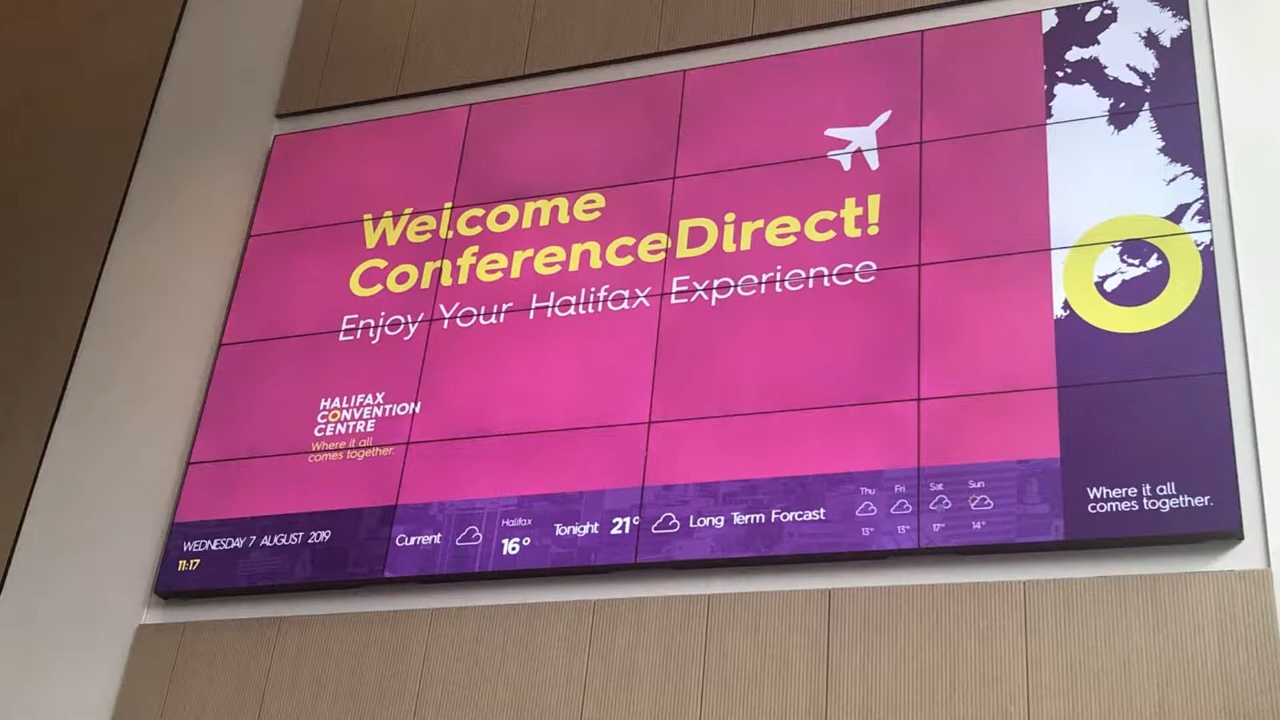 Welcome
ConferenceDirect!
Enjoy Your Halifax Experience
HALIFAX
CONVENTION
CENTRE
Where it all
comes together.
WEDNESDAY 7 AUGUST 2019
11:17
Current
Halifax
16°
Tonight 21°
Long Term Forcast
Thu Fri Sat Sun
13° 13° 17° 14°
Where it all
comes together.